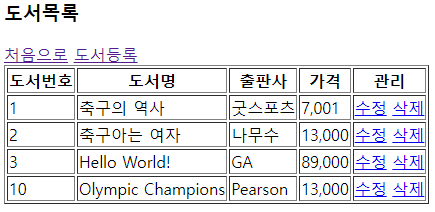 도서목록
처음으로 도서등록
도서번호 도서명 출판사 가격 관리
1 축구의 역사 굿스포츠 7,001 수정 삭제
2 축구아는 여자 나무수 13,000 수정 삭제
3 Hello World! GA 89,000 수정 삭제
10 Olympic Champions Pearson 13,000 수정 삭제